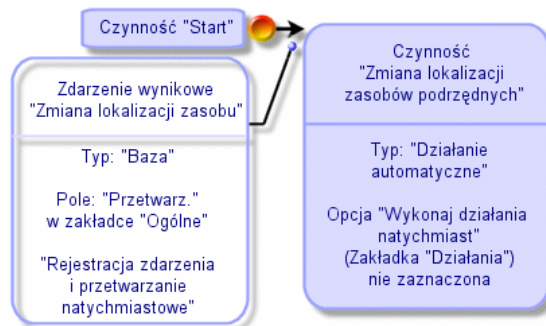 Czynność "Start"
Zdarzenie wynikowe
"Zmiana lokalizacji zasobu"
Typ: "Baza"
Pole: "Przetwarz."
w zakładce "Ogólne"
"Rejestracja zdarzenia
i przetwarzanie
natychmiastowe"
Czynność
"Zmiana lokalizacji
zasobów podrzędnych"
Typ: "Działanie
automatyczne"
Opcja "Wykonaj działania
natychmiast"
(Zakładka "Działania")
nie zaznaczona